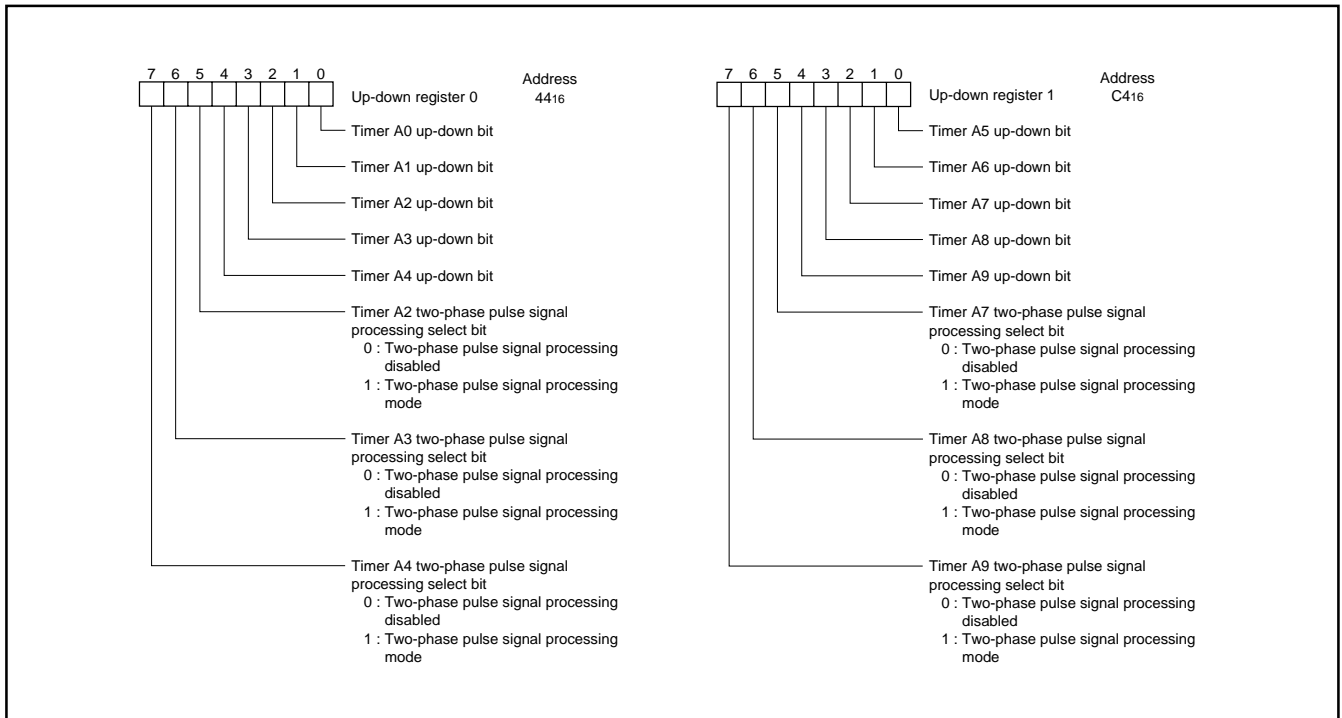 7 6 5 4 3 2 1 0
Address
Up-down register 0 4416
Timer A0 up-down bit
Timer A1 up-down bit
Timer A2 up-down bit
Timer A3 up-down bit
Timer A4 up-down bit
Timer A2 two-phase pulse signal
processing select bit
0 : Two-phase pulse signal processing
disabled
1 : Two-phase pulse signal processing
mode
Timer A3 two-phase pulse signal
processing select bit
0 : Two-phase pulse signal processing
disabled
1 : Two-phase pulse signal processing
mode
Timer A4 two-phase pulse signal
processing select bit
0 : Two-phase pulse signal processing
disabled
1 : Two-phase pulse signal processing
mode
7 6 5 4 3 2 1 0
Address
Up-down register 1 C416
Timer A5 up-down bit
Timer A6 up-down bit
Timer A7 up-down bit
Timer A8 up-down bit
Timer A9 up-down bit
Timer A7 two-phase pulse signal
processing select bit
0 : Two-phase pulse signal processing
disabled
1 : Two-phase pulse signal processing
mode
Timer A8 two-phase pulse signal
processing select bit
0 : Two-phase pulse signal processing
disabled
1 : Two-phase pulse signal processing
mode
Timer A9 two-phase pulse signal
processing select bit
0 : Two-phase pulse signal processing
disabled
1 : Two-phase pulse signal processing
mode